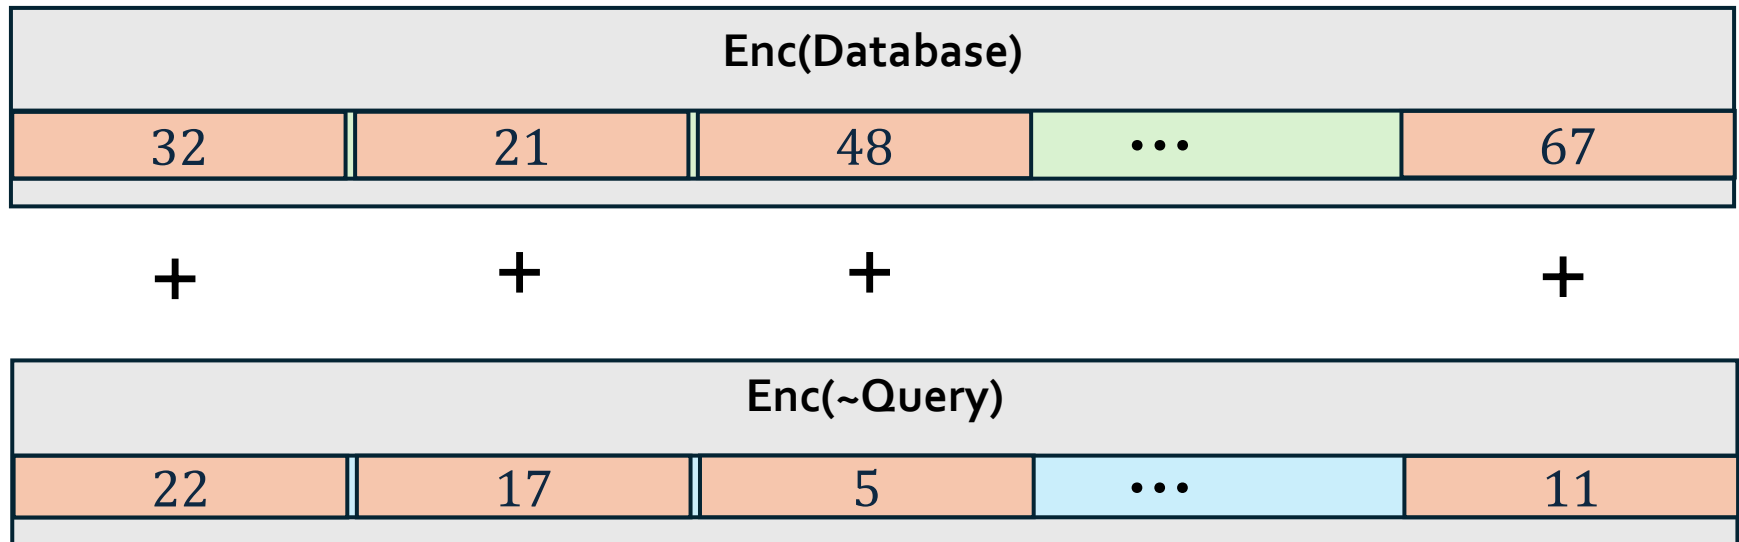 Enc(Database)
32 21 48 ... 67
+ + + +
Enc(~Query)
22 17 5 ... 11